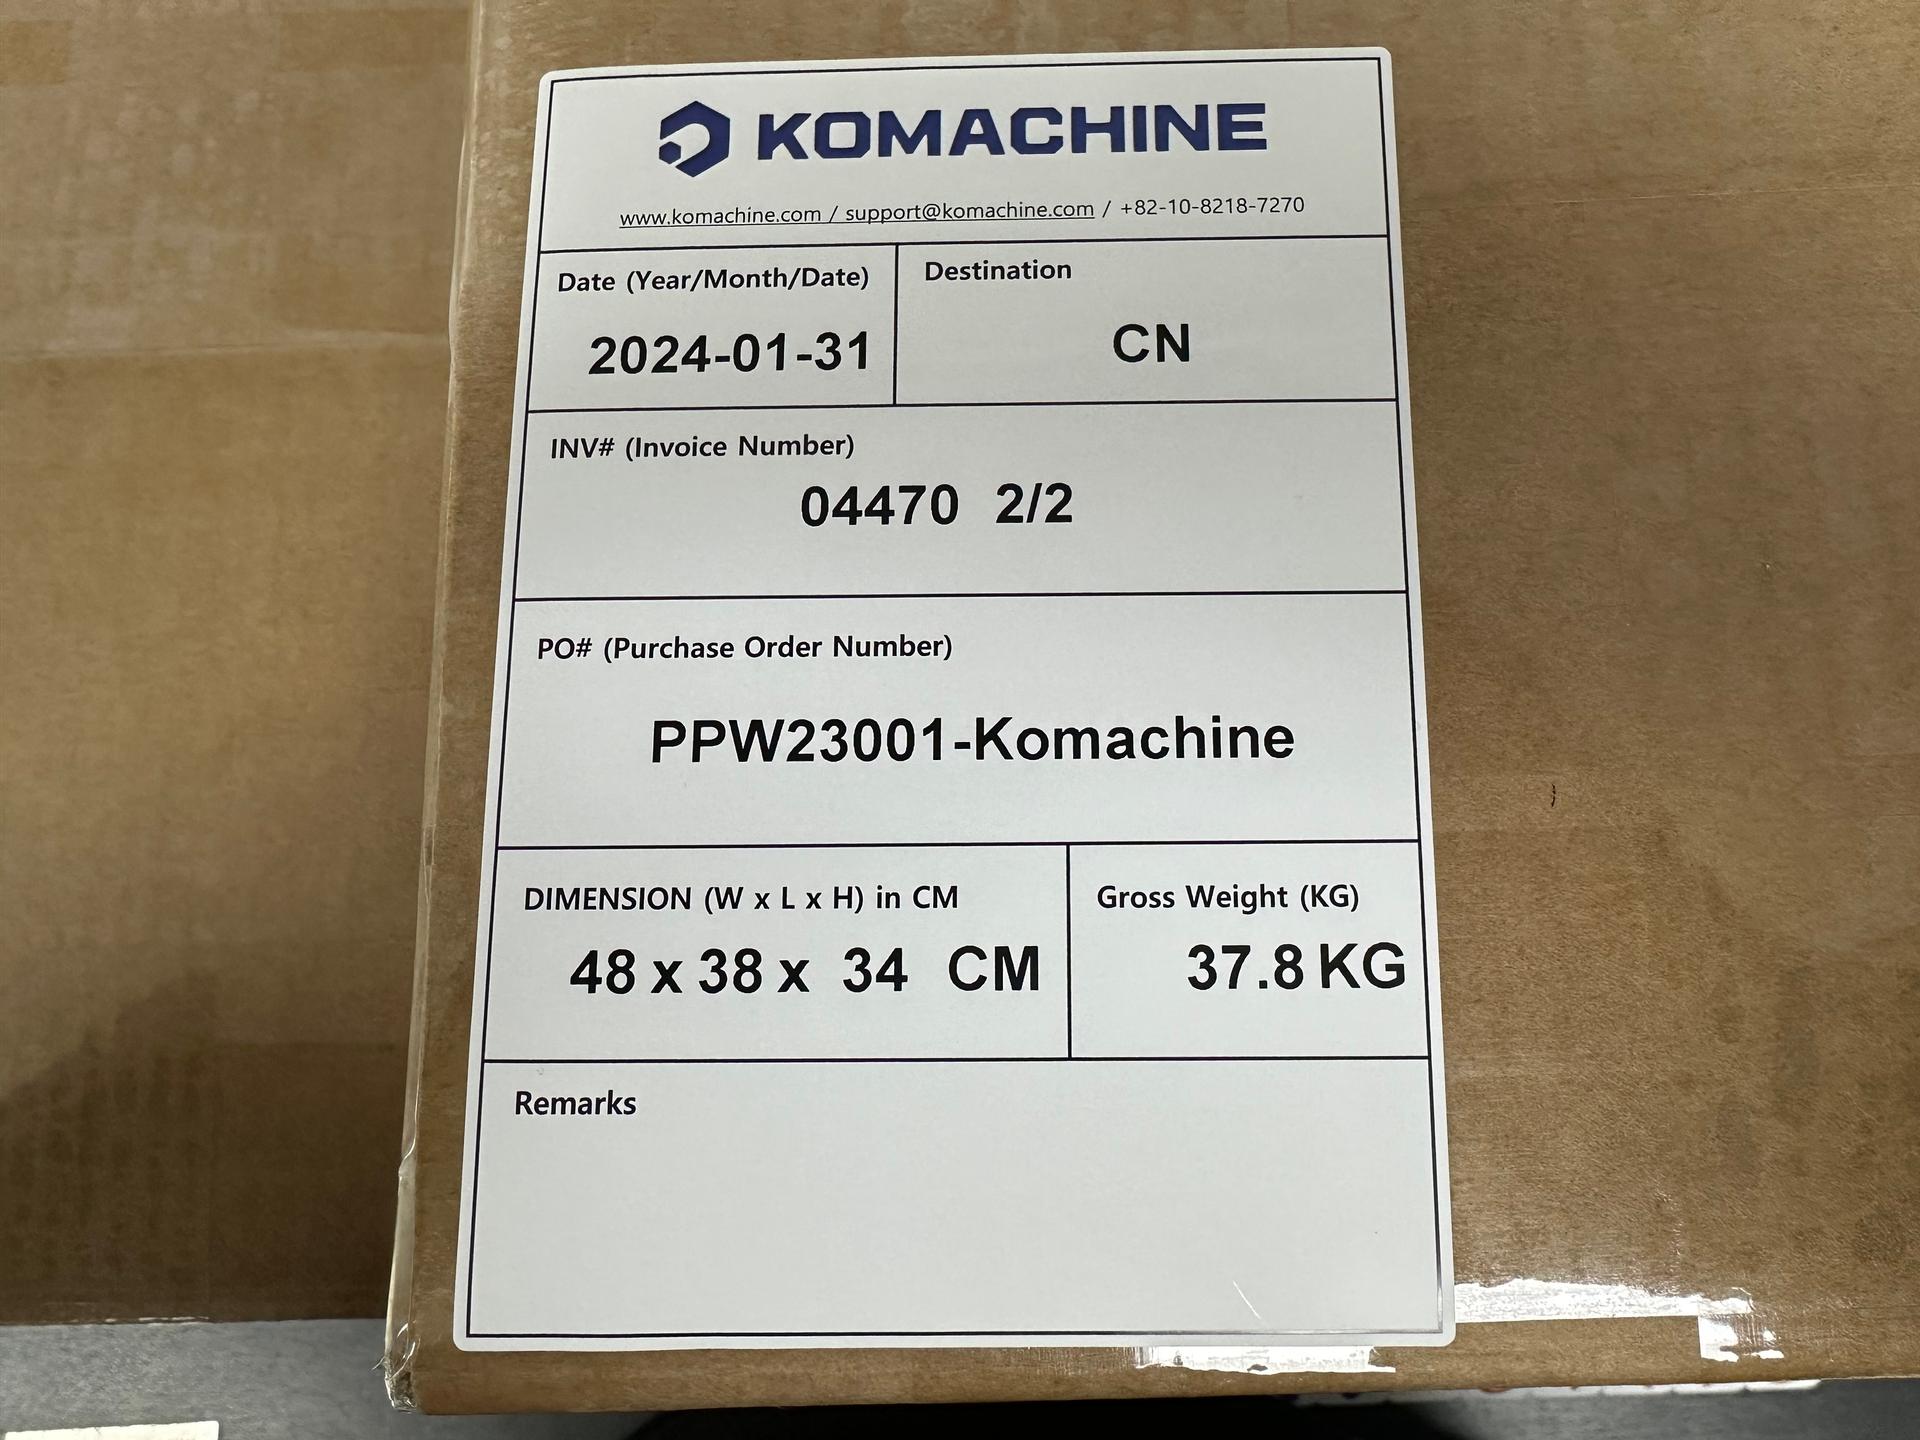 KOMACHINE
www.komachine.com / support@komachine.com / +82-10-8218-7270
Date (Year/Month/Date)
2024-01-31
Destination
CN
INV# (Invoice Number)
04470 2/2
PO# (Purchase Order Number)
PPW23001-Komachine
DIMENSION (W x L x H) in CM
48 x 38 x 34 CM
Gross Weight (KG)
37.8 KG
Remarks